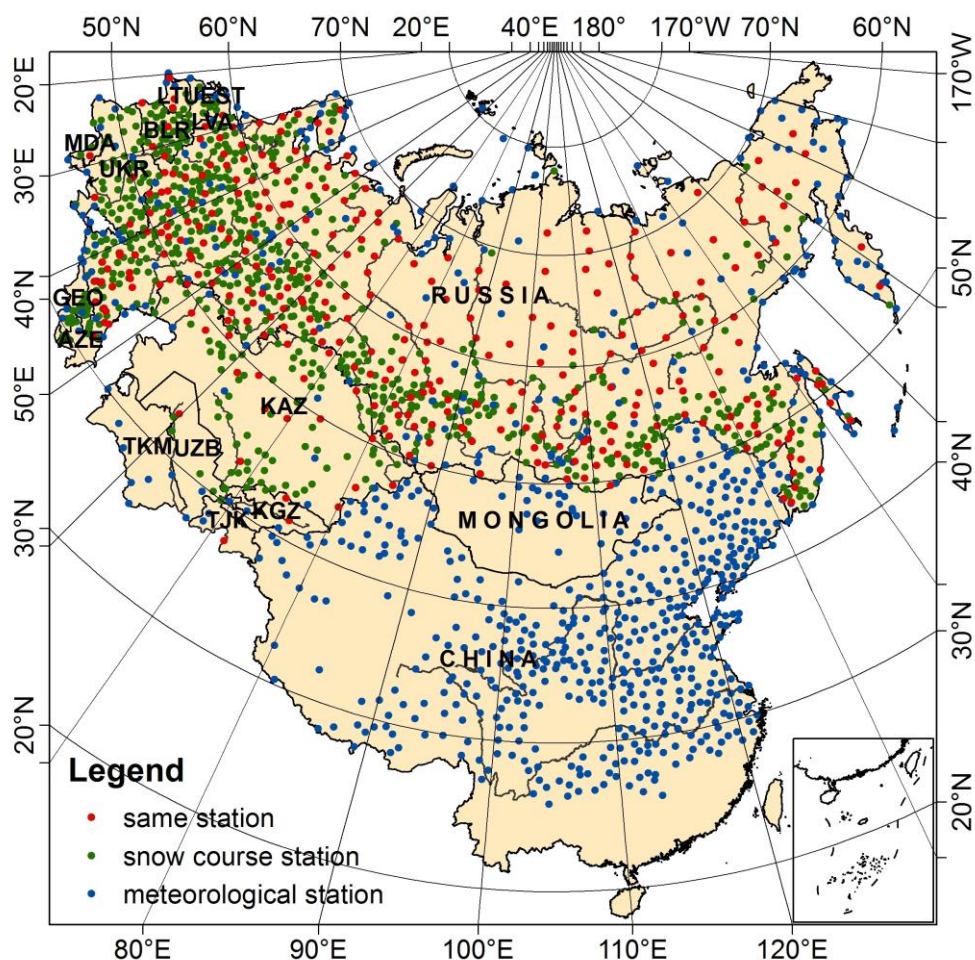 50°N 60°N 70°N 20°E 40°E 180° 170°W 70°N 60°N
20°E
30°E
40°N
40°E
50°E
30°N
20°N
170°W
50°N
40°N
30°N
20°N
LTU EST
LVA
BLR
MDA
UKR
RUSSIA
GEO
AZE
KAZ
TKM UZB
KGZ
TJK
MONGOLIA
CHINA
Legend
same station
snow course station
meteorological station
80°E 90°E 100°E 110°E 120°E